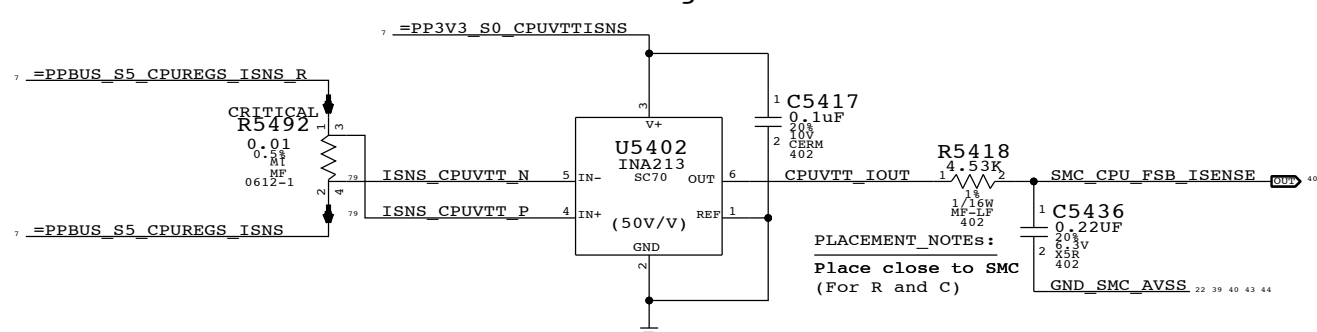 7 =PP3V3_S0_CPUVTTISNS
7 =PPBUS_S5_CPUREGS_ISNS_R
CRITICAL
R5492
0.01
0.5%
MF
0612-1
1 3
2 4
79 ISNS_CPUVTT_N
79 ISNS_CPUVTT_P
7 =PPBUS_S5_CPUREGS_ISNS
3
V+
U5402
INA213
SC70
5 IN-
4 IN+
OUT 6
REF 1
(50V/V)
GND
2
1 C5417
0.1uF
20%
10V
2 CERM
402
CPUVTT_IOUT
R5418
4.53K
1 2
1%
1/16W
MF-LF
402
SMC_CPU_FSB_ISENSE OUT 40
1 C5436
0.22UF
20%
6.3V
2 X5R
402
GND_SMC_AVSS 22 39 40 43 44
PLACEMENT_NOTEs:
Place close to SMC
(For R and C)